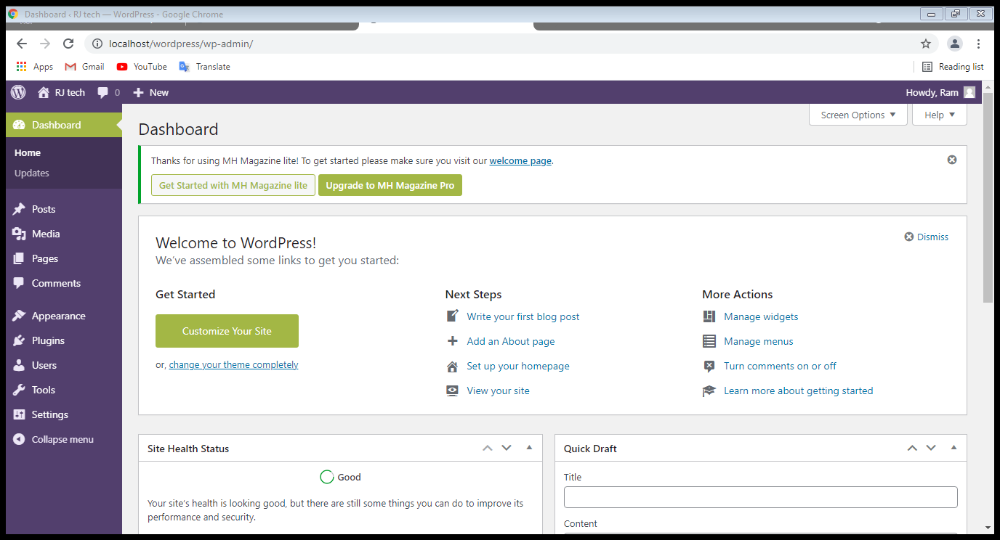 Dashboard ‹ RJ tech — WordPress - Google Chrome
localhost/wordpress/wp-admin/
Apps Gmail YouTube Translate Reading list
RJ tech 0 New Howdy, Ram
Screen Options Help
Dashboard
Home
Updates
Posts
Media
Pages
Comments
Appearance
Plugins
Users
Tools
Settings
Collapse menu
Dashboard
Thanks for using MH Magazine lite! To get started please make sure you visit our welcome page.
Get Started with MH Magazine lite Upgrade to MH Magazine Pro
Welcome to WordPress!
Dismiss
We've assembled some links to get you started:
Get Started
Customize Your Site
or, change your theme completely
Next Steps
Write your first blog post
Add an About page
Set up your homepage
View your site
More Actions
Manage widgets
Manage menus
Turn comments on or off
Learn more about getting started
Site Health Status
Good
Your site's health is looking good, but there are still some things you can do to improve its
performance and security.
Quick Draft
Title
Content